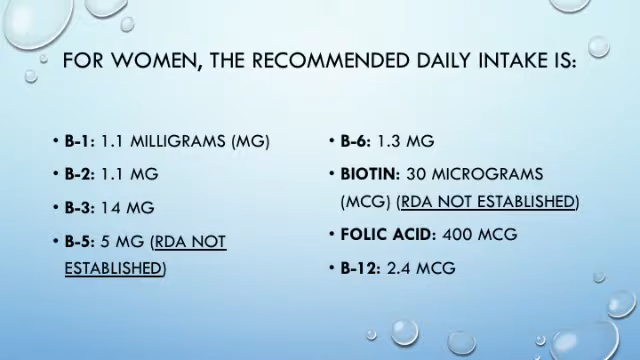 FOR WOMEN, THE RECOMMENDED DAILY INTAKE IS:
• B-1: 1.1 MILLIGRAMS (MG)
• B-2: 1.1 MG
• B-3: 14 MG
• B-5: 5 MG (RDA NOT
ESTABLISHED)
• B-6: 1.3 MG
• BIOTIN: 30 MICROGRAMS
(MCG) (RDA NOT ESTABLISHED)
• FOLIC ACID: 400 MCG
• B-12: 2.4 MCG